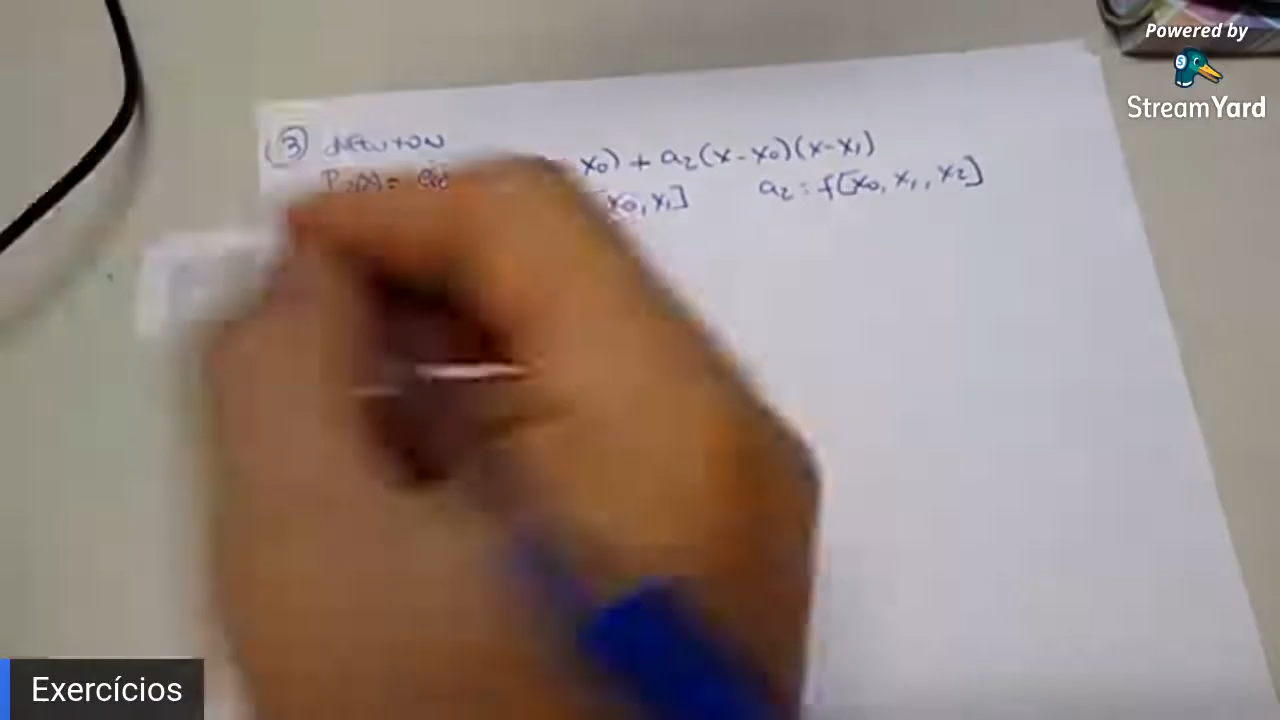 Powered by
StreamYard
③ NEWTON
P₂(x) = a₀ x₀) + a₂(x-x₀)(x-x₁)
[x₀, x₁] a₂ : f[x₀, x₁, x₂]
Exercícios